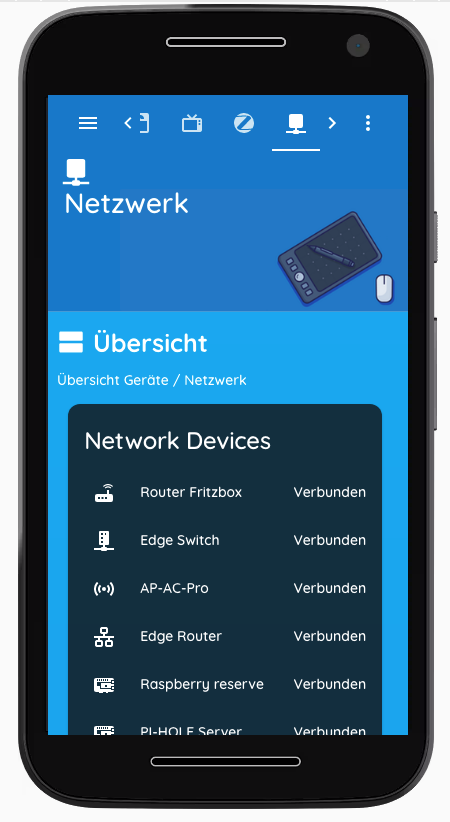 Netzwerk
Übersicht
Übersicht Geräte / Netzwerk
Network Devices
Router Fritzbox Verbunden
Edge Switch Verbunden
AP-AC-Pro Verbunden
Edge Router Verbunden
Raspberry reserve Verbunden
PI-HOLE Server Verbunden